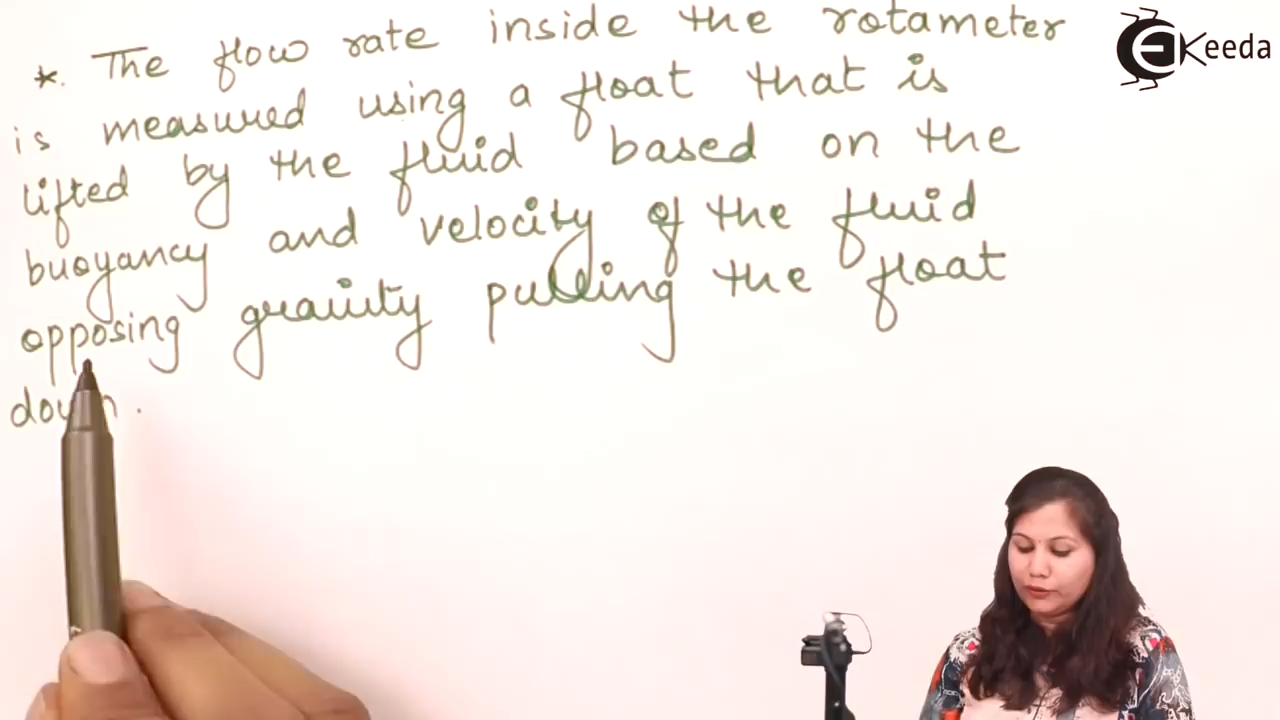 *. The flow rate inside the rotameter
is measured using a float that is
lifted by the fluid based on the
buoyancy and velocity of the fluid
opposing gravity pulling the float
down.
EKeeda